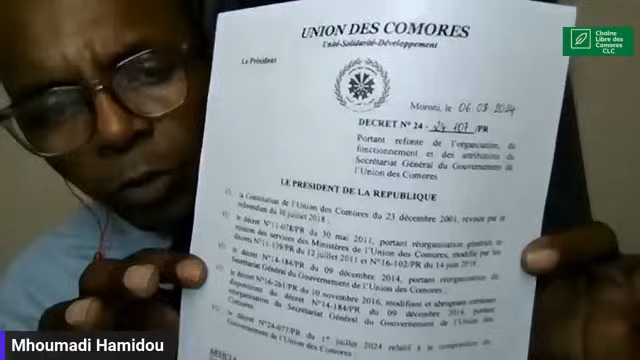 UNION DES COMORES
Unité-Solidarité-Développement
Le Président
Chaîne
Libre des
Comores
CLC
Moroni, le 06.08 2024
DECRET N° 24 - 107 /PR
Portant refonte de l'organisation, du
fonctionnement et des attributions du
Secrétariat Général du Gouvernement de
l'Union des Comores
LE PRÉSIDENT DE LA REPUBLIQUE
la Constitution de l'Union des Comores du 23 décembre 2001, revisée par le
referendum du 30 juillet 2018 ;
le décret N°11-078/PR du 30 mai 2011, portant réorganisation générale et
missions des services des Ministères de l'Union des Comores, modifié par les
décret N°11-139/PR du 12 juillet 2011 et N°16-102/PR du 14 juin 2016 ;
le décret N°14-184/PR du 09 décembre 2014, portant réorganisation du
Secrétariat Général du Gouvernement de l'Union des Comores ;
le décret N°16-261/PR du 10 novembre 2016, modifiant et abrogeant certaines
dispositions du décret N°14-184/PR du 09 décembre 2014, portant
réorganisation du Secrétariat Général du Gouvernement de l'Union des
Comores
le décret N°24-077/PR du 1er juillet 2024 relatif à la composition du
Gouvernement de l'Union des Comores
Mhoumadi Hamidou